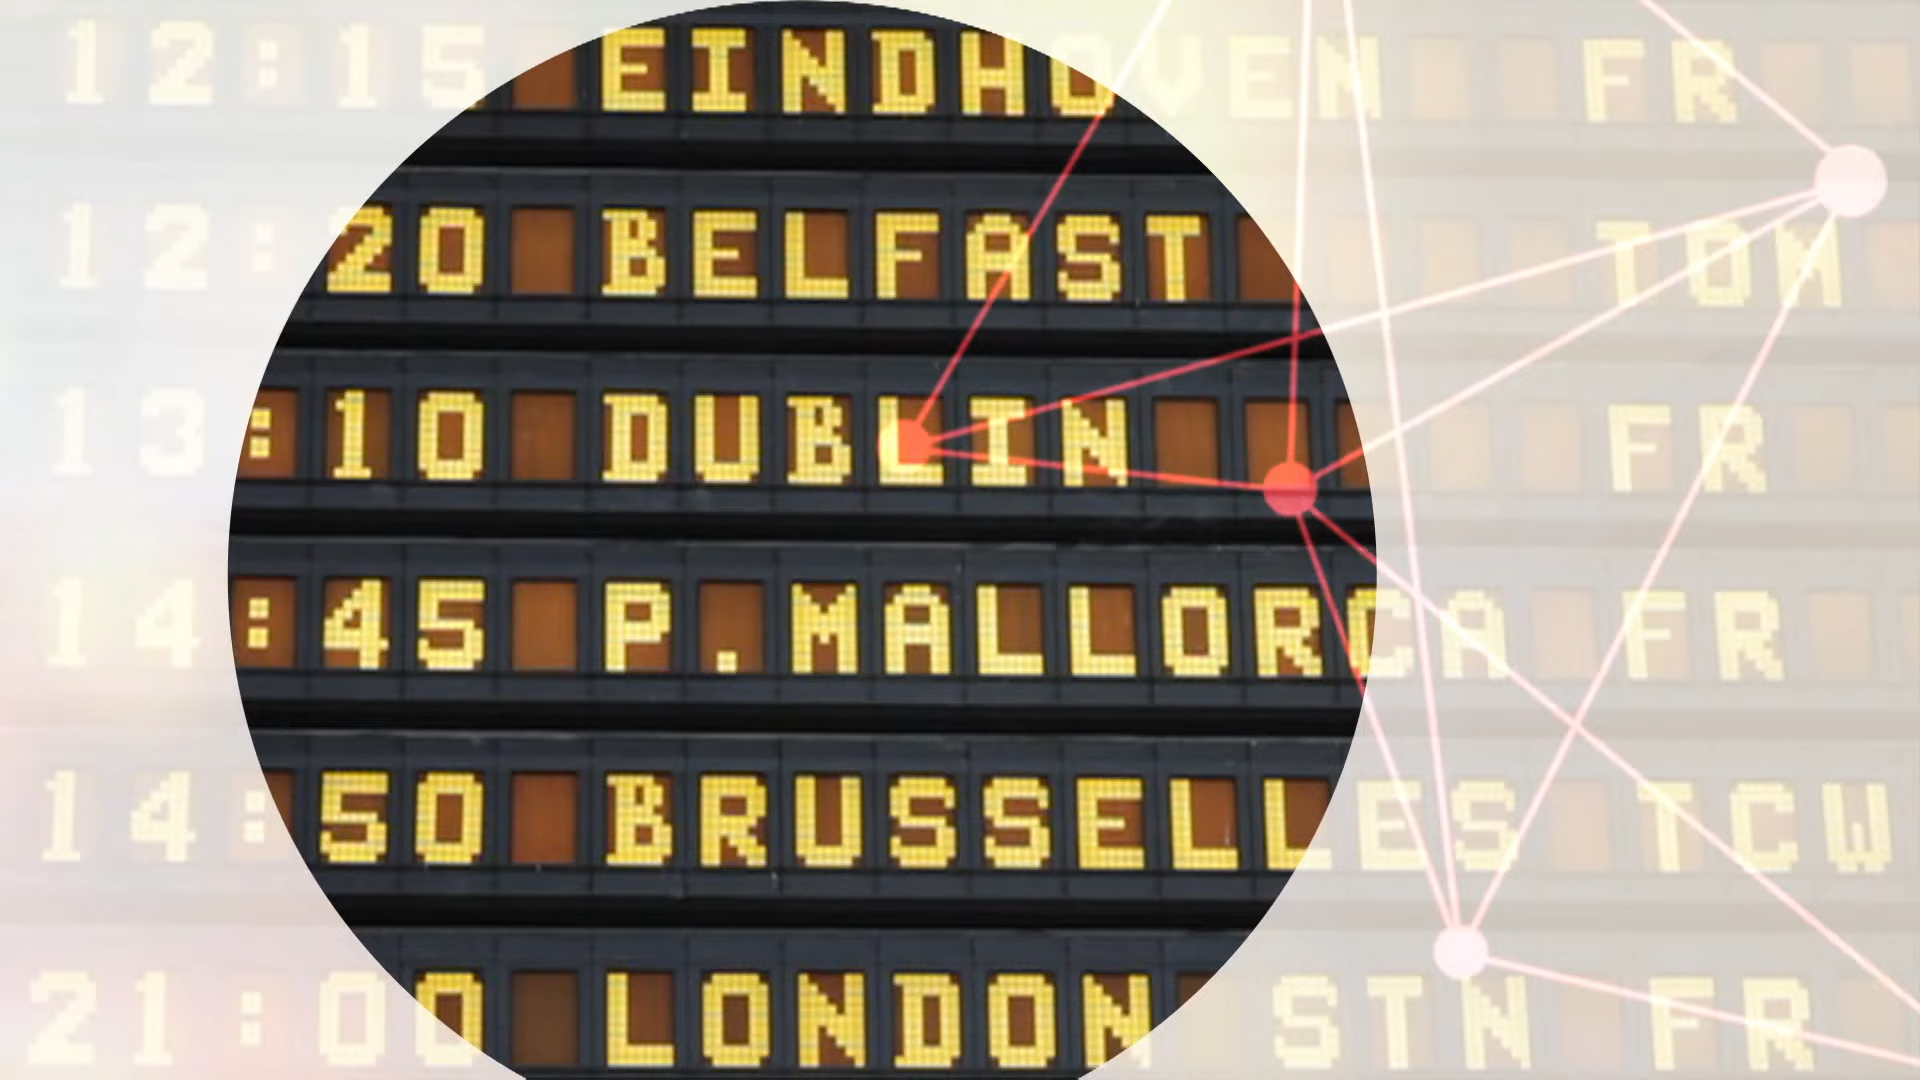 12:15 EINDHOVEN FR
12:20 BELFAST TOM
13:10 DUBLIN FR
14:45 P.MALLORCA FR
14:50 BRUSSELLES TCW
21:00 LONDON STN FR